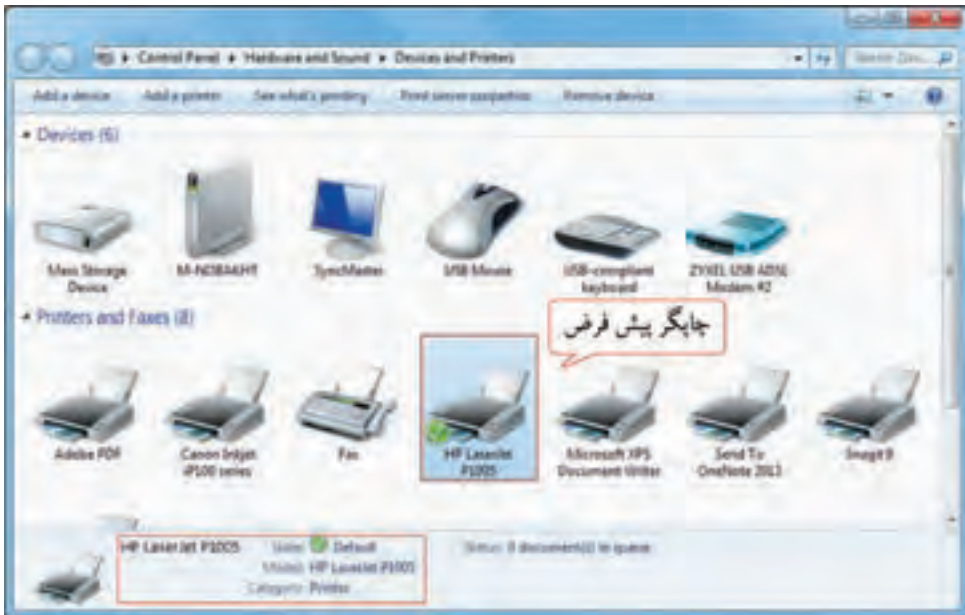 Control Panel ▸ Hardware and Sound ▸ Devices and Printers
Add a device Add a printer See what's printing Print server properties Remove device
Devices (6)
Mass Storage Device
M-NOBAKHT
SyncMaster
USB Mouse
USB-compliant keyboard
ZYXEL USB ADSL Modem #2
Printers and Faxes (8)
چاپگر پیش فرض
Adobe PDF
Canon Inkjet iP100 series
Fax
HP LaserJet P1005
Microsoft XPS Document Writer
Send To OneNote 2013
Snagit 9
HP LaserJet P1005 State: Default Status: 0 document(s) in queue
Model: HP LaserJet P1005
Category: Printer